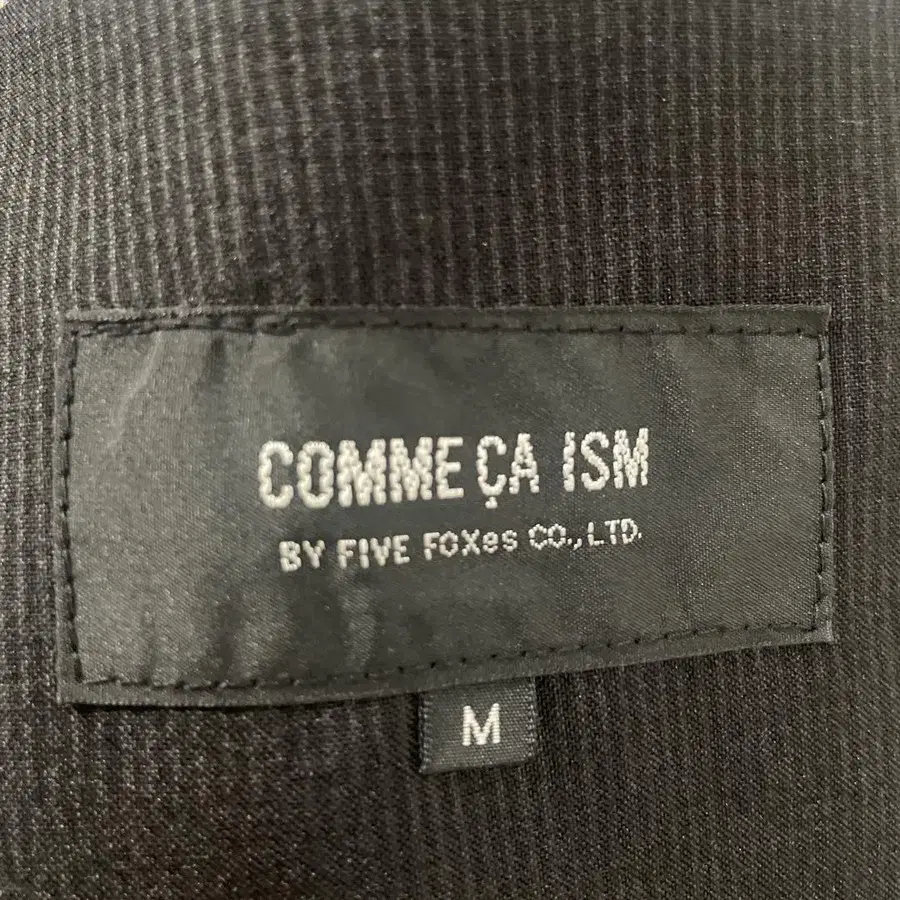 COMME ÇA ISM
BY FIVE FOXes CO., LTD.
M